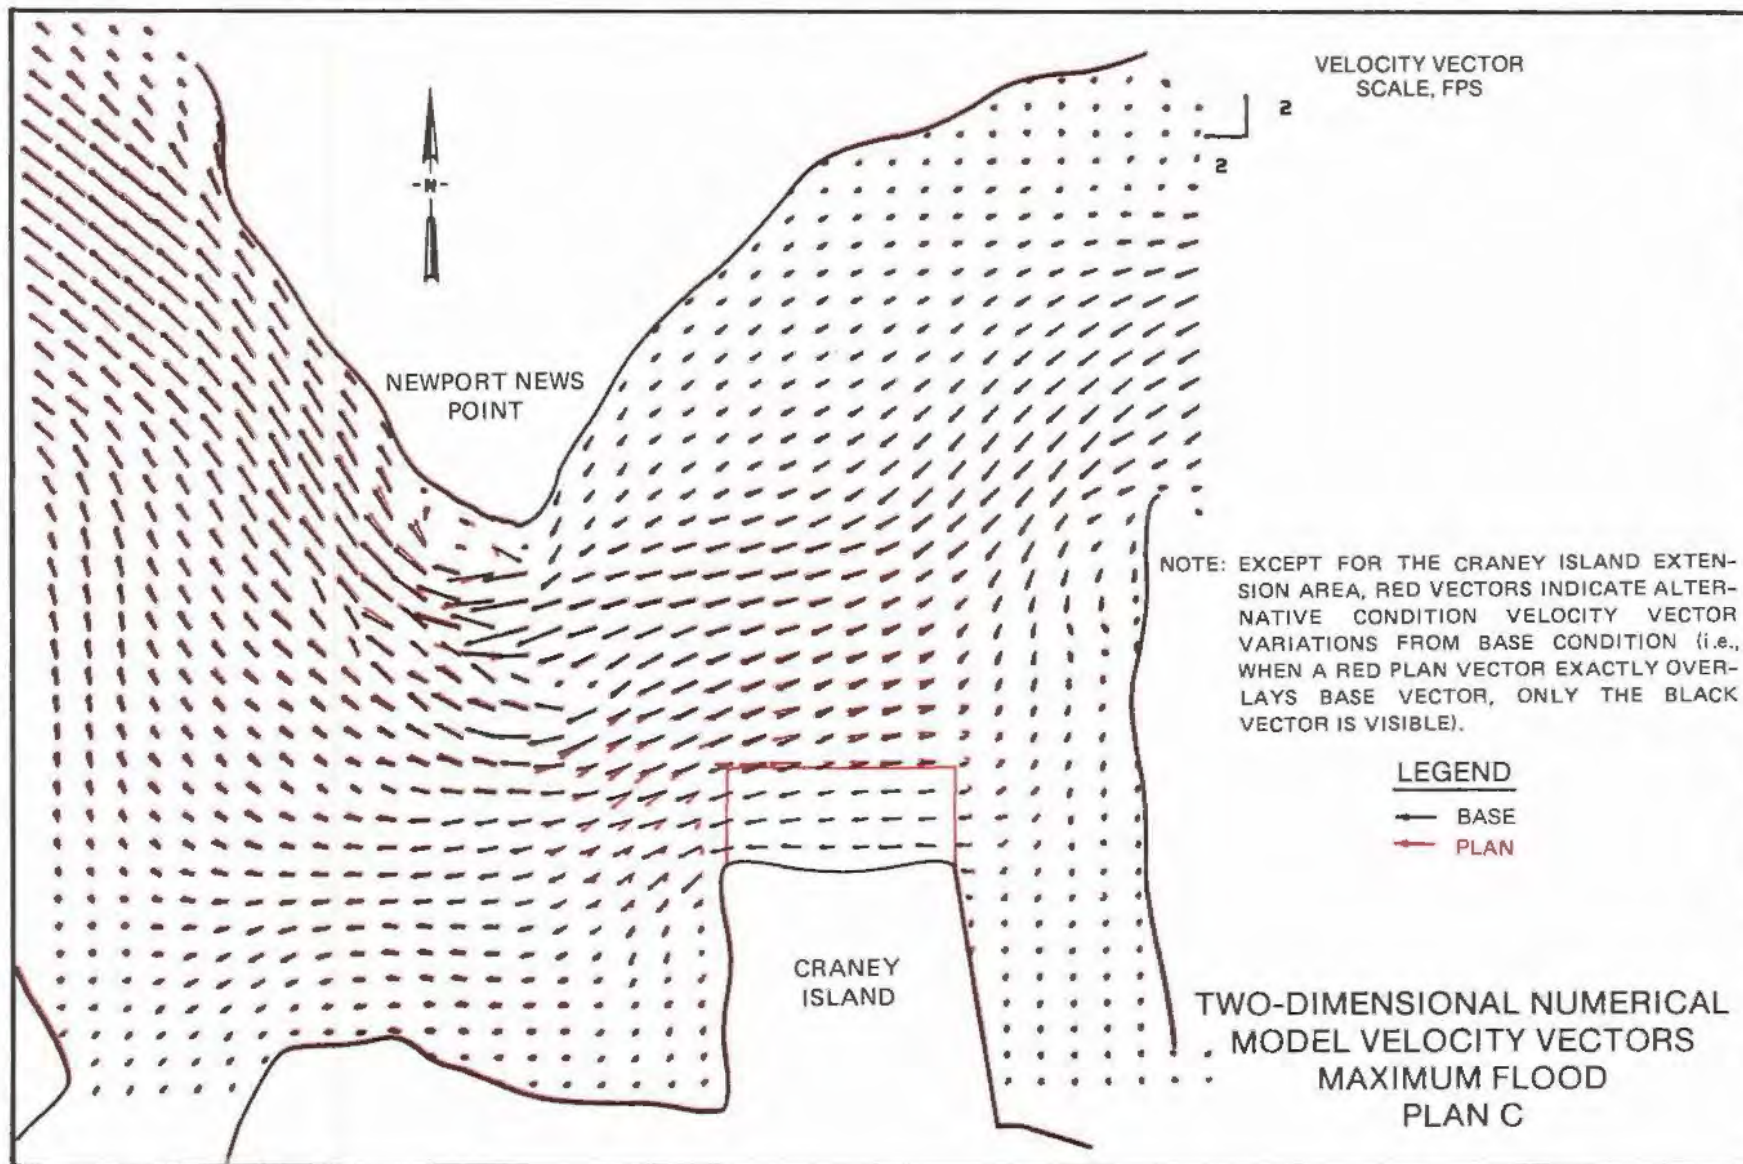 VELOCITY VECTOR
SCALE, FPS
2
2
-N-
NEWPORT NEWS
POINT
NOTE: EXCEPT FOR THE CRANEY ISLAND EXTEN-
SION AREA, RED VECTORS INDICATE ALTER-
NATIVE CONDITION VELOCITY VECTOR
VARIATIONS FROM BASE CONDITION (i.e.,
WHEN A RED PLAN VECTOR EXACTLY OVER-
LAYS BASE VECTOR, ONLY THE BLACK
VECTOR IS VISIBLE).
LEGEND
BASE
PLAN
CRANEY
ISLAND
TWO-DIMENSIONAL NUMERICAL
MODEL VELOCITY VECTORS
MAXIMUM FLOOD
PLAN C